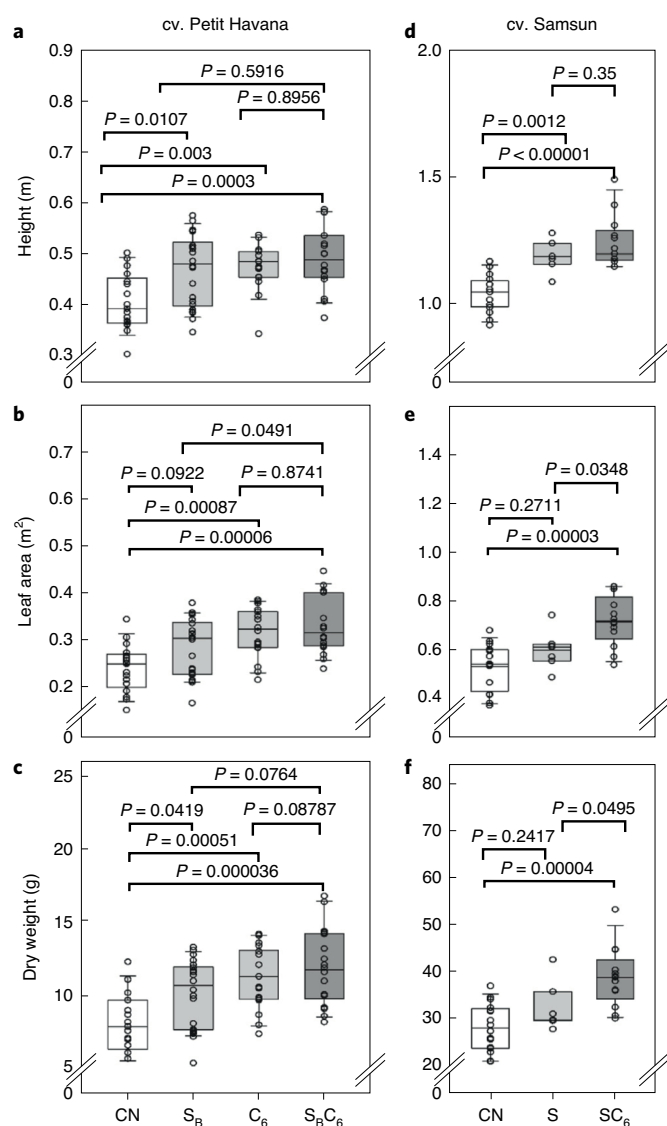 cv. Petit Havana
a
0.9
0.8
0.7
0.6
0.5
0.4
0.3
0
Height (m)
P = 0.5916
P = 0.8956
P = 0.0107
P = 0.003
P = 0.0003
cv. Samsun
d
2.0
1.5
1.0
0
P = 0.35
P = 0.0012
P < 0.00001
b
0.7
0.6
0.5
0.4
0.3
0.2
0
Leaf area (m²)
P = 0.0491
P = 0.0922
P = 0.8741
P = 0.00087
P = 0.00006
e
1.6
1.4
1.2
1.0
0.8
0.6
0.4
0
P = 0.0348
P = 0.2711
P = 0.00003
c
25
20
15
10
5
0
Dry weight (g)
P = 0.0764
P = 0.0419
P = 0.08787
P = 0.00051
P = 0.000036
CN S_B C₆ S_BC₆
f
80
70
60
50
40
30
20
0
P = 0.0495
P = 0.2417
P = 0.00004
CN S SC₆